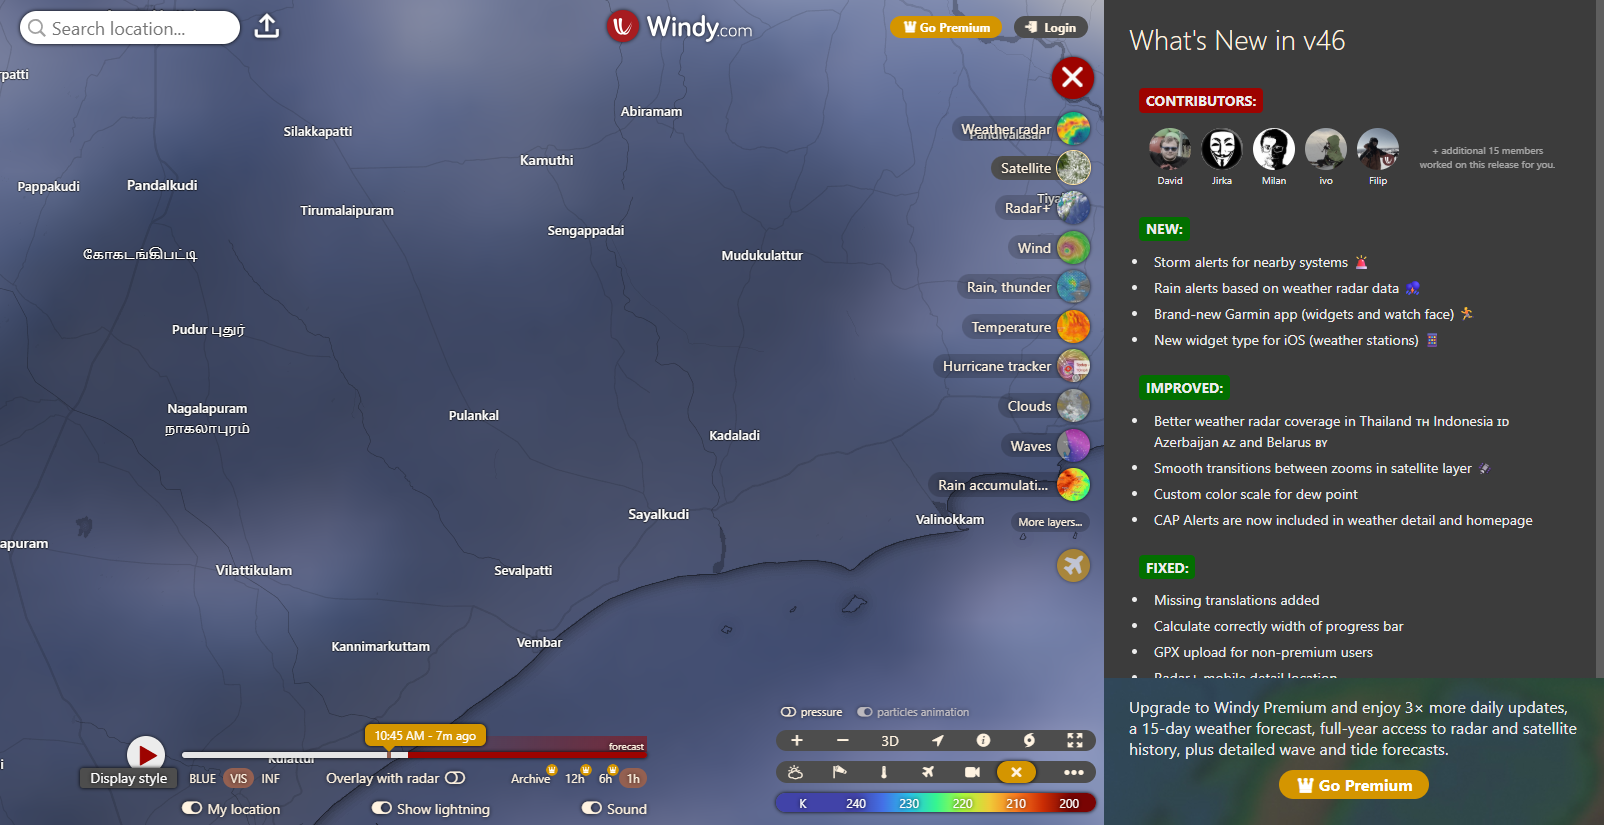 Search location...
Windy.com
Go Premium
Login
rpatti
Abiramam
Silakkapatti
Weather radar
Pandivalasai
Kamuthi
Satellite
Pappakudi
Pandalkudi
Tirumalaipuram
Radar+
Sengappadai
Wind
கோகடங்கிபட்டி
Mudukulattur
Rain, thunder
Pudur புதூர்
Temperature
Hurricane tracker
Nagalapuram
நாகலாபுரம்
Pulankal
Clouds
Kadaladi
Waves
Rain accumulati...
Sayalkudi
Valinokkam
More layers...
apuram
Vilattikulam
Sevalpatti
Kannimarkuttam
Vembar
pressure
particles animation
10:45 AM - 7m ago
forecast
3D
Kulattur
Display style
BLUE VIS INF
Overlay with radar
Archive 12h 6h 1h
My location
Show lightning
Sound
K 240 230 220 210 200
What's New in v46
CONTRIBUTORS:
David Jirka Milan ivo Filip
+ additional 15 members
worked on this release for you.
NEW:
• Storm alerts for nearby systems 🚨
• Rain alerts based on weather radar data
• Brand-new Garmin app (widgets and watch face) 🏃
• New widget type for iOS (weather stations)
IMPROVED:
• Better weather radar coverage in Thailand TH Indonesia ID
Azerbaijan AZ and Belarus BY
• Smooth transitions between zooms in satellite layer 🛰
• Custom color scale for dew point
• CAP Alerts are now included in weather detail and homepage
FIXED:
• Missing translations added
• Calculate correctly width of progress bar
• GPX upload for non-premium users
• Radar+ mobile detail location
Upgrade to Windy Premium and enjoy 3× more daily updates,
a 15-day weather forecast, full-year access to radar and satellite
history, plus detailed wave and tide forecasts.
Go Premium